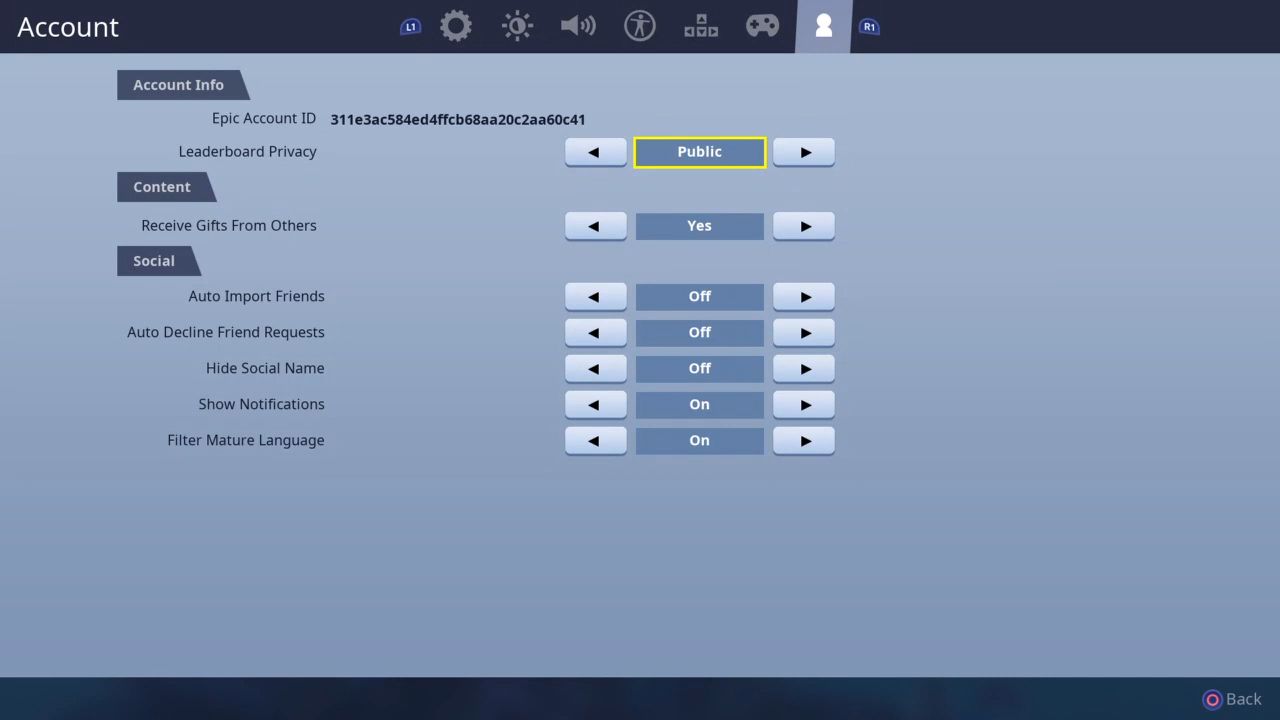 Account
L1
R1
Account Info
Epic Account ID 311e3ac584ed4ffcb68aa20c2aa60c41
Leaderboard Privacy Public
Content
Receive Gifts From Others Yes
Social
Auto Import Friends Off
Auto Decline Friend Requests Off
Hide Social Name Off
Show Notifications On
Filter Mature Language On
Back